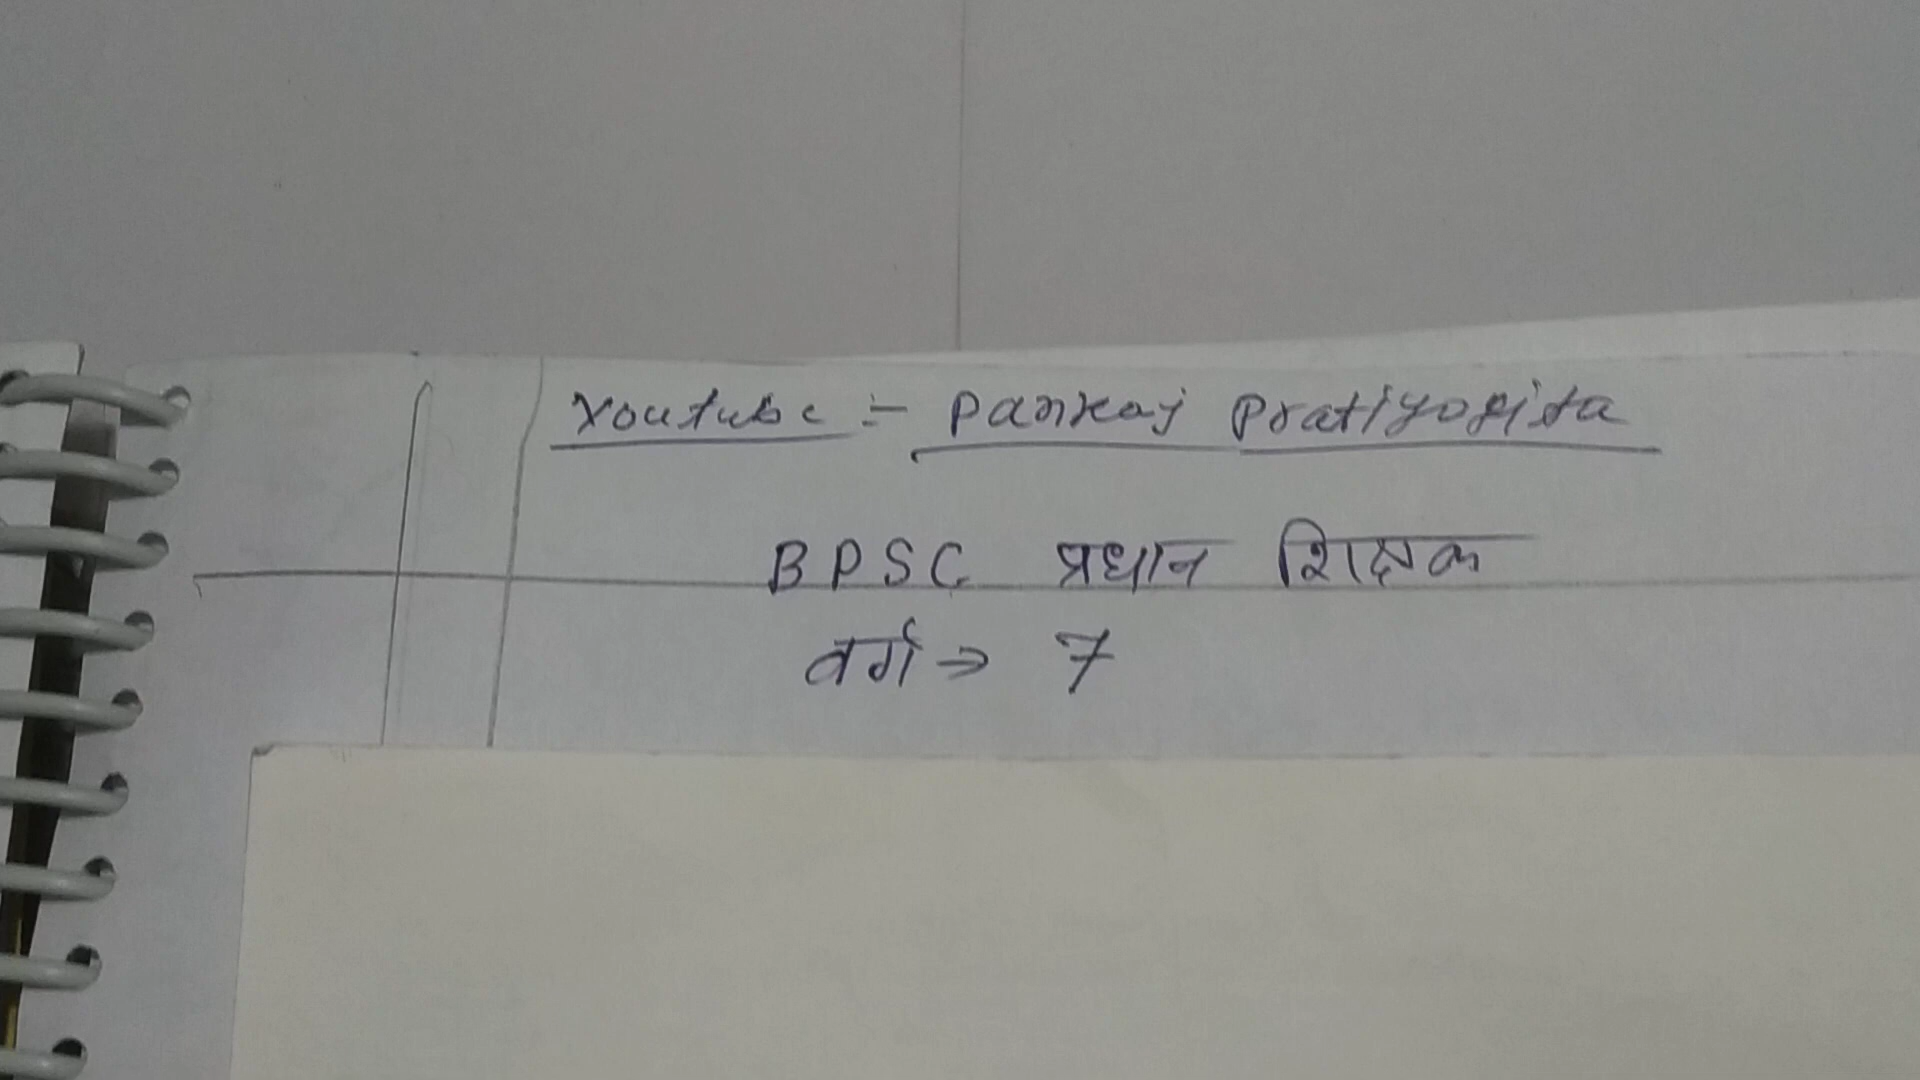 Youtube :- Pankaj Pratiyogita
BPSC प्रधान शिक्षक
वर्ग → 7